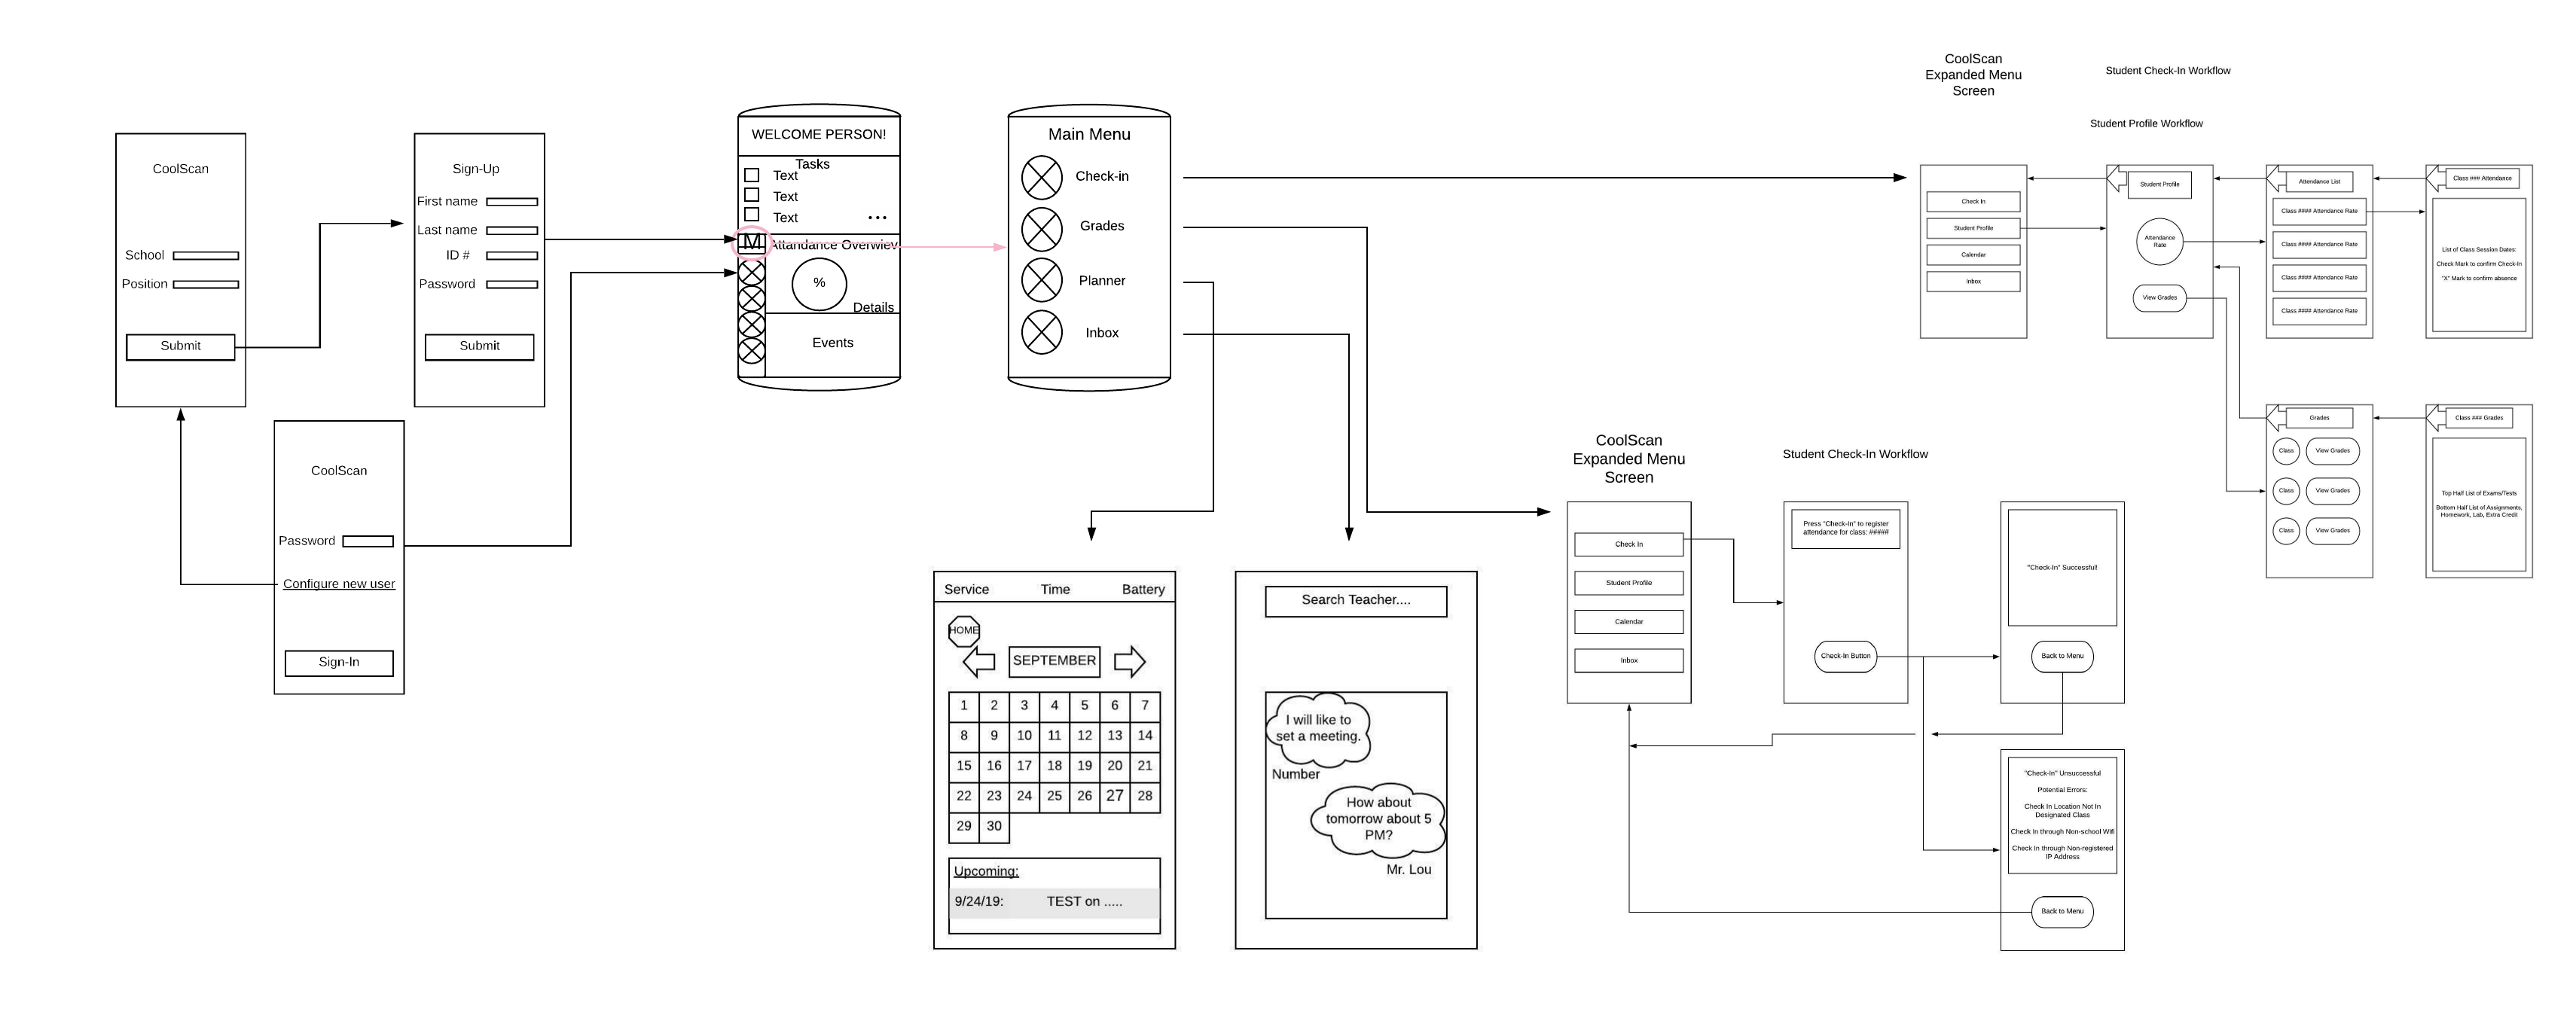 CoolScan
School
Position
Submit
Sign-Up
First name
Last name
ID #
Password
Submit
CoolScan
Password
Configure new user
Sign-In
WELCOME PERSON!
Tasks
Text
Text
Text
...
M
Attandance Overwiev
%
Details
Events
Main Menu
Check-in
Grades
Planner
Inbox
Service Time Battery
HOME
SEPTEMBER
1 2 3 4 5 6 7
8 9 10 11 12 13 14
15 16 17 18 19 20 21
22 23 24 25 26 27 28
29 30
Upcoming:
9/24/19: TEST on .....
Search Teacher....
I will like to
set a meeting.
Number
How about
tomorrow about 5
PM?
Mr. Lou
CoolScan
Expanded Menu
Screen
Student Check-In Workflow
Check In
Student Profile
Calendar
Inbox
Press "Check-In" to register
attendance for class: #####
Check-In Button
"Check-In" Successful!
Back to Menu
"Check-In" Unsuccessful
Potential Errors:
Check In Location Not In
Designated Class
Check In through Non-school Wifi
Check In through Non-registered
IP Address
Back to Menu
CoolScan
Expanded Menu
Screen
Student Check-In Workflow
Student Profile Workflow
Check In
Student Profile
Calendar
Inbox
Student Profile
Attendance
Rate
View Grades
Attendance List
Class #### Attendance Rate
Class #### Attendance Rate
Class #### Attendance Rate
Class #### Attendance Rate
Class ### Attendance
List of Class Session Dates:
Check Mark to confirm Check-In
"X" Mark to confirm absence
Grades
Class View Grades
Class View Grades
Class View Grades
Class ### Grades
Top Half List of Exams/Tests
Bottom Half List of Assignments,
Homework, Lab, Extra Credit